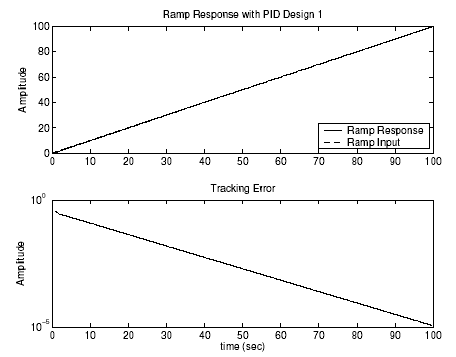 Ramp Response with PID Design 1
100
80
60
40
20
0
Amplitude
Ramp Response
Ramp Input
0 10 20 30 40 50 60 70 80 90 100
Tracking Error
10^0
10^-5
Amplitude
0 10 20 30 40 50 60 70 80 90 100
time (sec)